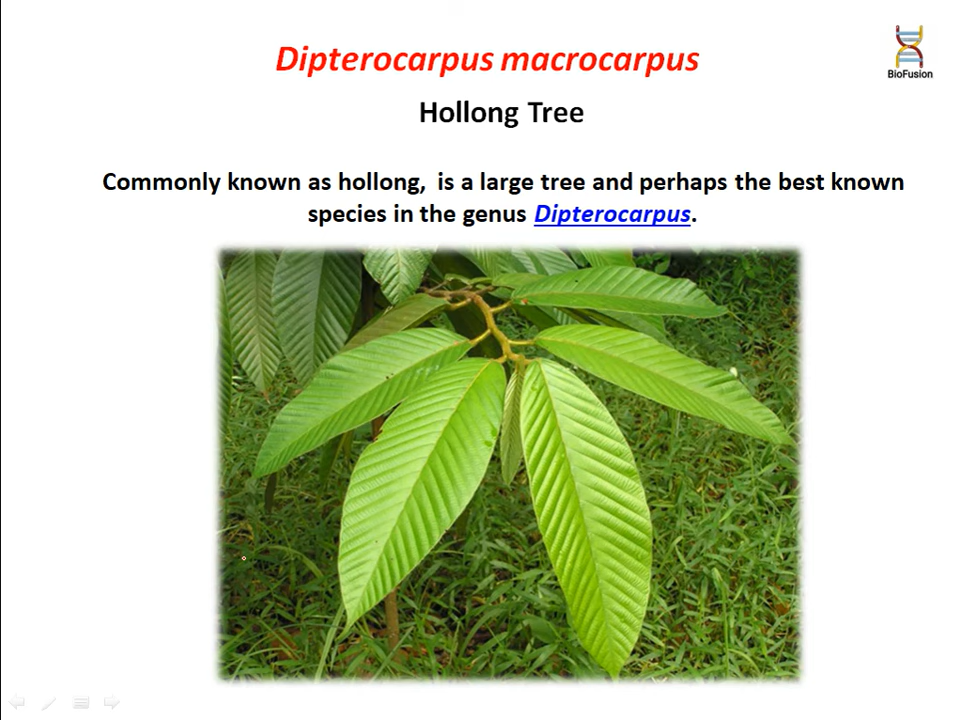 Dipterocarpus macrocarpus
BioFusion
Hollong Tree
Commonly known as hollong, is a large tree and perhaps the best known
species in the genus Dipterocarpus.